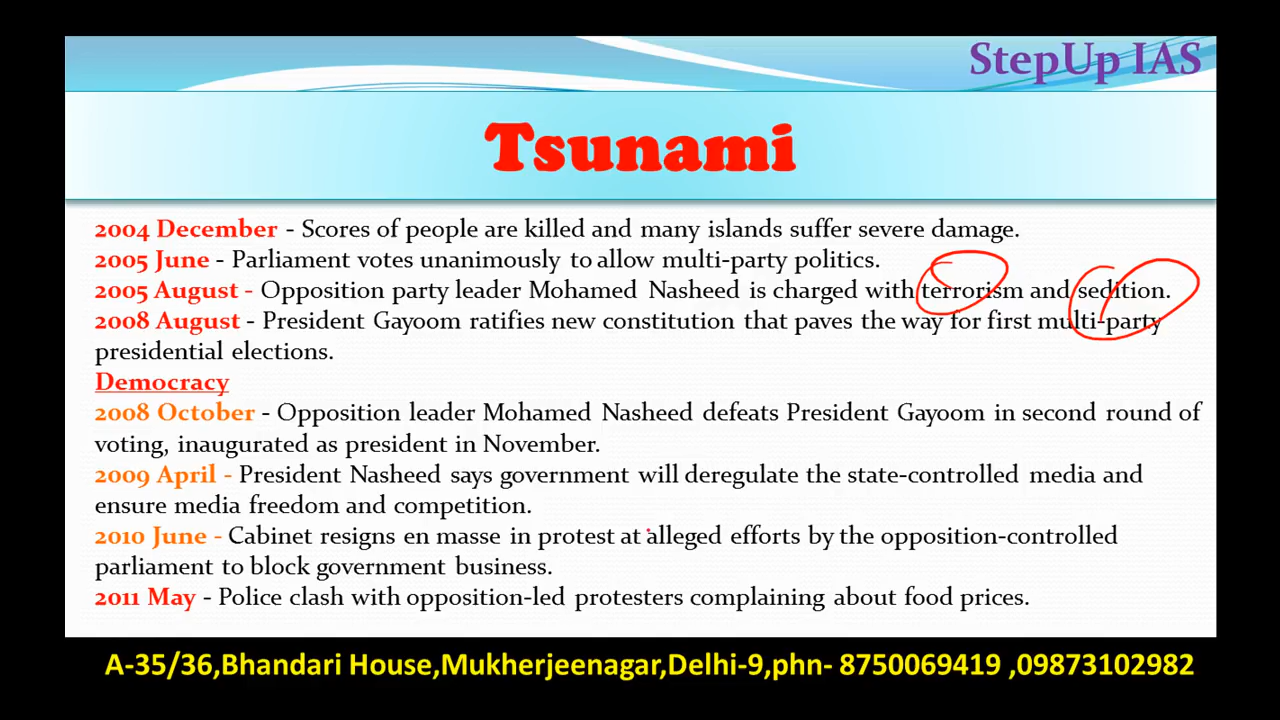 StepUp IAS
Tsunami
2004 December - Scores of people are killed and many islands suffer severe damage.
2005 June - Parliament votes unanimously to allow multi-party politics.
2005 August - Opposition party leader Mohamed Nasheed is charged with terrorism and sedition.
2008 August - President Gayoom ratifies new constitution that paves the way for first multi-party
presidential elections.
Democracy
2008 October - Opposition leader Mohamed Nasheed defeats President Gayoom in second round of
voting, inaugurated as president in November.
2009 April - President Nasheed says government will deregulate the state-controlled media and
ensure media freedom and competition.
2010 June - Cabinet resigns en masse in protest at alleged efforts by the opposition-controlled
parliament to block government business.
2011 May - Police clash with opposition-led protesters complaining about food prices.
A-35/36,Bhandari House,Mukherjeenagar,Delhi-9,phn- 8750069419 ,09873102982